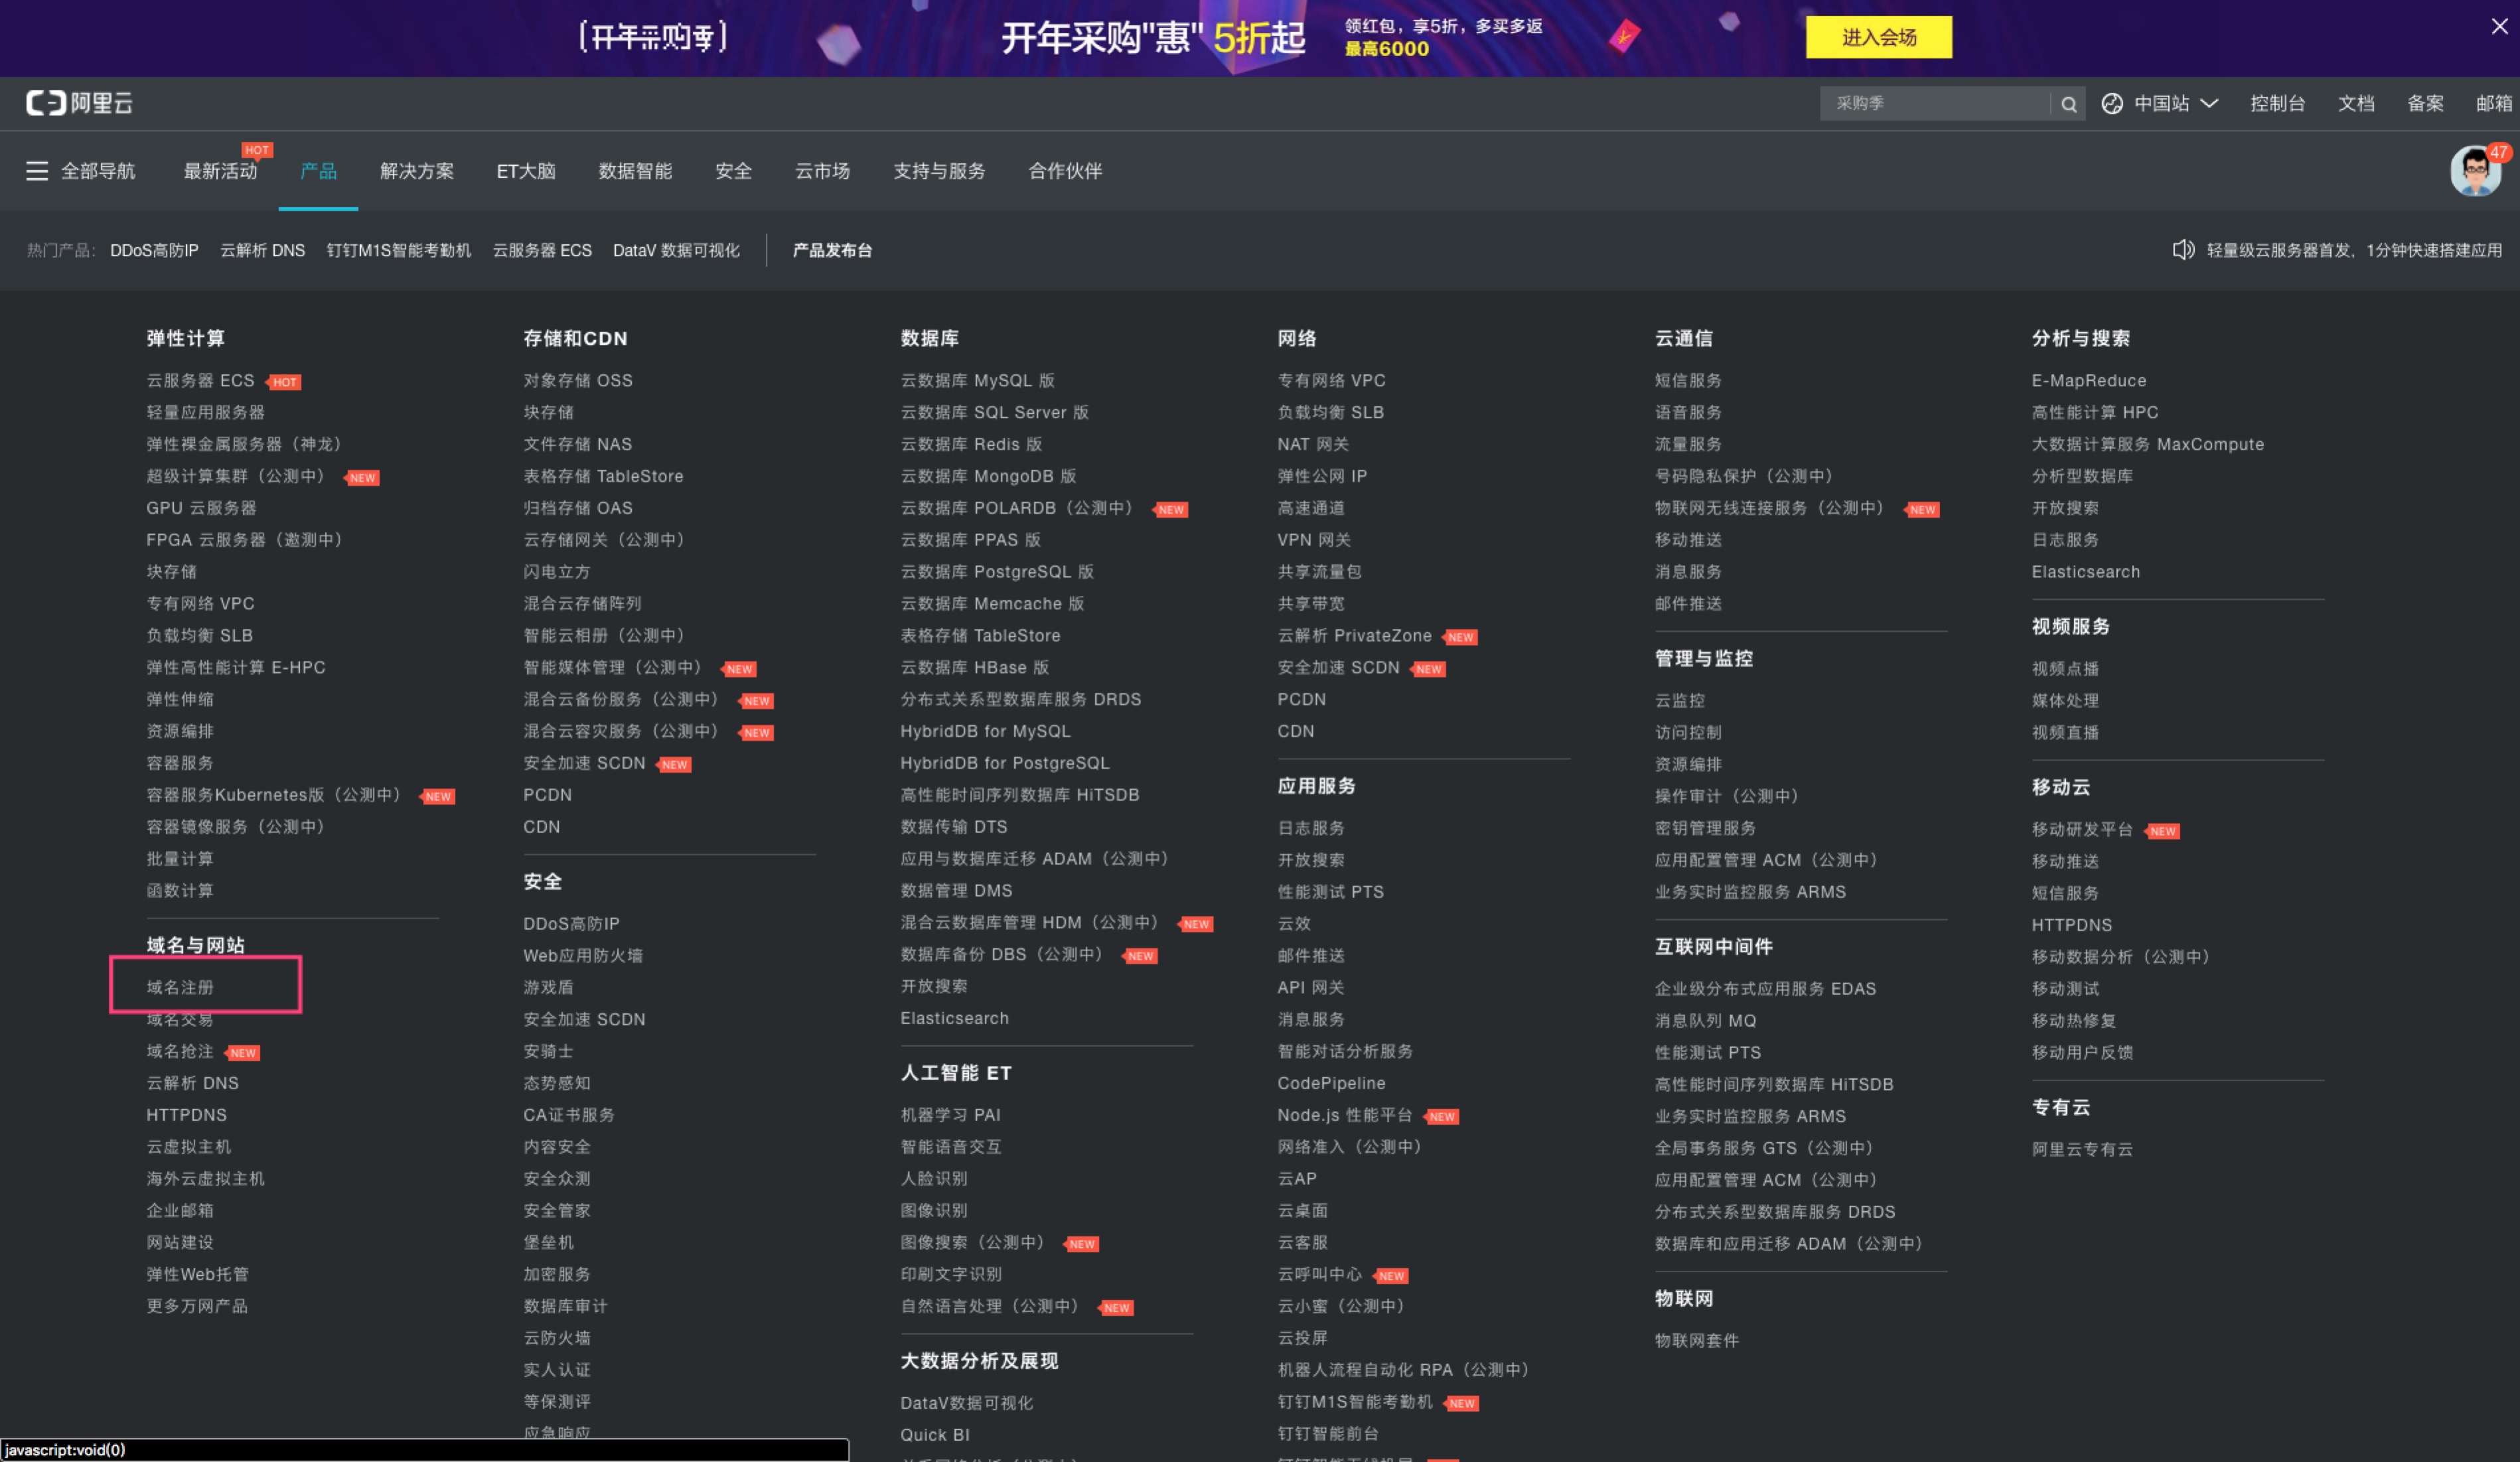 〔开年采购季〕
开年采购"惠" 5折起
领红包，享5折，多买多返
最高6000
进入会场
阿里云
采购季
中国站
控制台
文档
备案
邮箱
全部导航
最新活动
HOT
产品
解决方案
ET大脑
数据智能
安全
云市场
支持与服务
合作伙伴
47
热门产品:
DDoS高防IP
云解析 DNS
钉钉M1S智能考勤机
云服务器 ECS
DataV 数据可视化
产品发布台
轻量级云服务器首发，1分钟快速搭建应用
弹性计算
云服务器 ECS HOT
轻量应用服务器
弹性裸金属服务器（神龙）
超级计算集群（公测中） NEW
GPU 云服务器
FPGA 云服务器（邀测中）
块存储
专有网络 VPC
负载均衡 SLB
弹性高性能计算 E-HPC
弹性伸缩
资源编排
容器服务
容器服务Kubernetes版（公测中） NEW
容器镜像服务（公测中）
批量计算
函数计算
域名与网站
域名注册
域名交易
域名抢注 NEW
云解析 DNS
HTTPDNS
云虚拟主机
海外云虚拟主机
企业邮箱
网站建设
弹性Web托管
更多万网产品
存储和CDN
对象存储 OSS
块存储
文件存储 NAS
表格存储 TableStore
归档存储 OAS
云存储网关（公测中）
闪电立方
混合云存储阵列
智能云相册（公测中）
智能媒体管理（公测中） NEW
混合云备份服务（公测中） NEW
混合云容灾服务（公测中） NEW
安全加速 SCDN NEW
PCDN
CDN
安全
DDoS高防IP
Web应用防火墙
游戏盾
安全加速 SCDN
安骑士
态势感知
CA证书服务
内容安全
安全众测
安全管家
堡垒机
加密服务
数据库审计
云防火墙
实人认证
等保测评
应急响应
数据库
云数据库 MySQL 版
云数据库 SQL Server 版
云数据库 Redis 版
云数据库 MongoDB 版
云数据库 POLARDB（公测中） NEW
云数据库 PPAS 版
云数据库 PostgreSQL 版
云数据库 Memcache 版
表格存储 TableStore
云数据库 HBase 版
分布式关系型数据库服务 DRDS
HybridDB for MySQL
HybridDB for PostgreSQL
高性能时间序列数据库 HiTSDB
数据传输 DTS
应用与数据库迁移 ADAM（公测中）
数据管理 DMS
混合云数据库管理 HDM（公测中） NEW
数据库备份 DBS（公测中） NEW
开放搜索
Elasticsearch
人工智能 ET
机器学习 PAI
智能语音交互
人脸识别
图像识别
图像搜索（公测中） NEW
印刷文字识别
自然语言处理（公测中） NEW
大数据分析及展现
DataV数据可视化
Quick BI
网络
专有网络 VPC
负载均衡 SLB
NAT 网关
弹性公网 IP
高速通道
VPN 网关
共享流量包
共享带宽
云解析 PrivateZone NEW
安全加速 SCDN NEW
PCDN
CDN
应用服务
日志服务
开放搜索
性能测试 PTS
云效
邮件推送
API 网关
消息服务
智能对话分析服务
CodePipeline
Node.js 性能平台 NEW
网络准入（公测中）
云AP
云桌面
云客服
云呼叫中心 NEW
云小蜜（公测中）
云投屏
机器人流程自动化 RPA（公测中）
钉钉M1S智能考勤机 NEW
钉钉智能前台
云通信
短信服务
语音服务
流量服务
号码隐私保护（公测中）
物联网无线连接服务（公测中） NEW
移动推送
消息服务
邮件推送
管理与监控
云监控
访问控制
资源编排
操作审计（公测中）
密钥管理服务
应用配置管理 ACM（公测中）
业务实时监控服务 ARMS
互联网中间件
企业级分布式应用服务 EDAS
消息队列 MQ
性能测试 PTS
高性能时间序列数据库 HiTSDB
业务实时监控服务 ARMS
全局事务服务 GTS（公测中）
应用配置管理 ACM（公测中）
分布式关系型数据库服务 DRDS
数据库和应用迁移 ADAM（公测中）
物联网
物联网套件
分析与搜索
E-MapReduce
高性能计算 HPC
大数据计算服务 MaxCompute
分析型数据库
开放搜索
日志服务
Elasticsearch
视频服务
视频点播
媒体处理
视频直播
移动云
移动研发平台 NEW
移动推送
短信服务
HTTPDNS
移动数据分析（公测中）
移动测试
移动热修复
移动用户反馈
专有云
阿里云专有云
javascript:void(0)